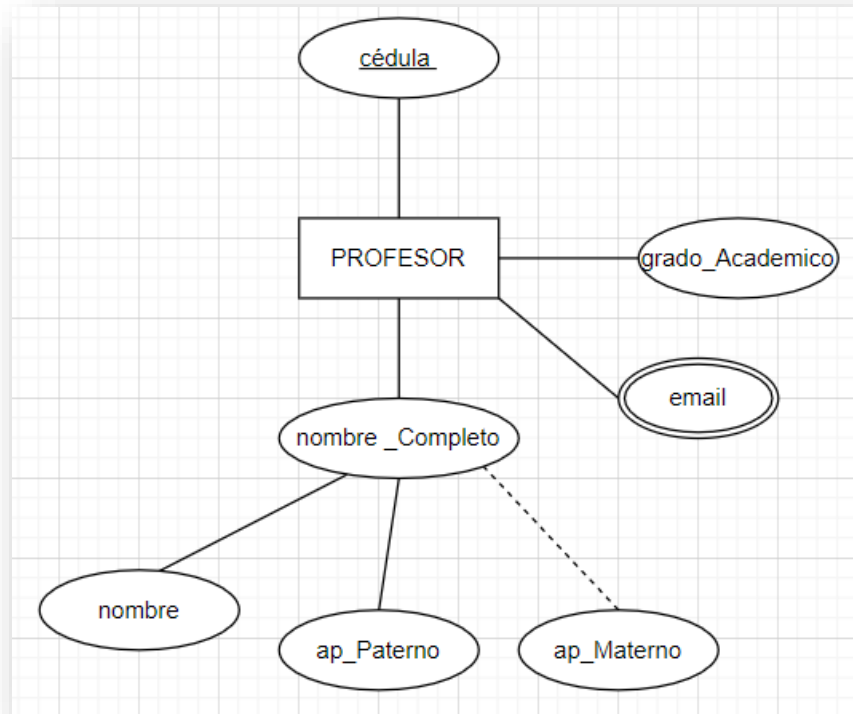 cédula
PROFESOR
grado_Academico
email
nombre _Completo
nombre
ap_Paterno
ap_Materno